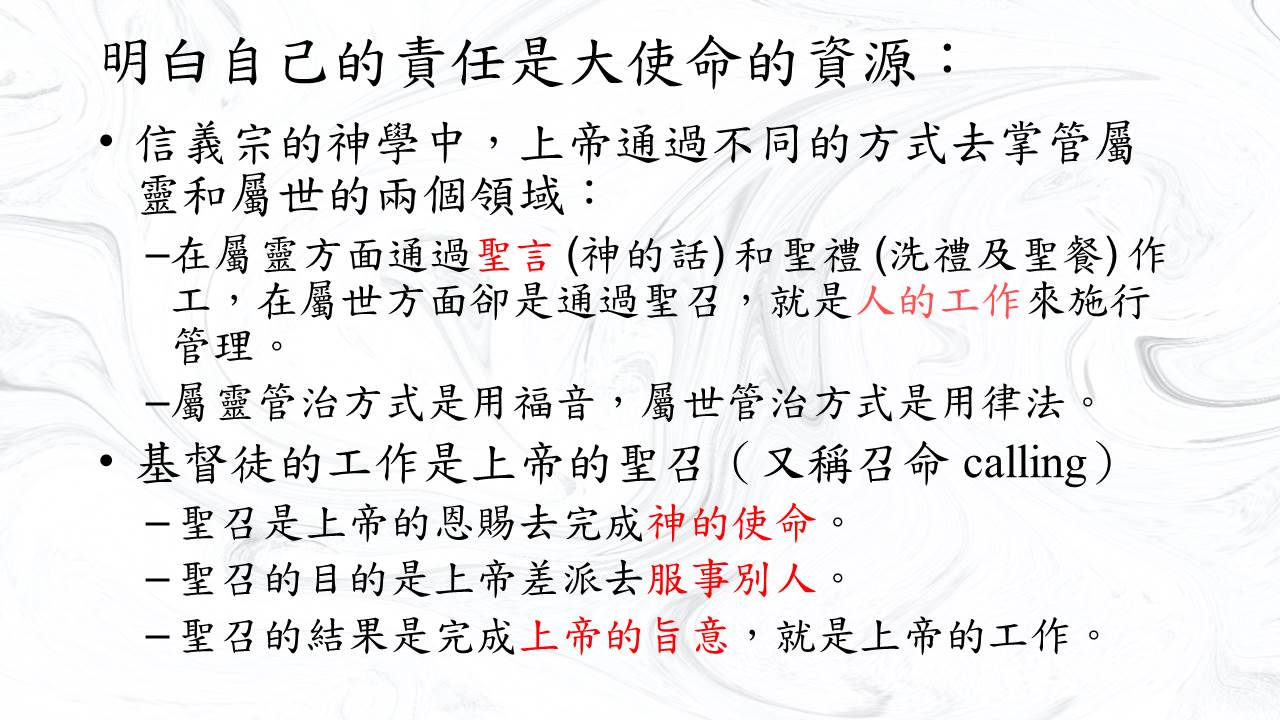 明白自己的責任是大使命的資源：
• 信義宗的神學中，上帝通過不同的方式去掌管屬
靈和屬世的兩個領域：
–在屬靈方面通過聖言(神的話)和聖禮(洗禮及聖餐)作
工，在屬世方面卻是通過聖召，就是人的工作來施行
管理。
–屬靈管治方式是用福音，屬世管治方式是用律法。
• 基督徒的工作是上帝的聖召（又稱召命 calling）
–聖召是上帝的恩賜去完成神的使命。
–聖召的目的是上帝差派去服事別人。
–聖召的結果是完成上帝的旨意，就是上帝的工作。